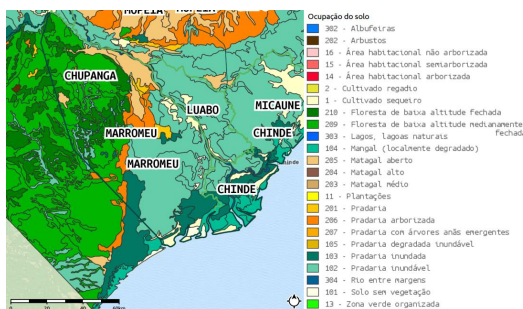 MOPEIA
CHUPANGA
LUABO
MICAUNE
MARROMEU
CHINDE
MARROMEU
CHINDE
0 20 40 60km
Ocupação do solo
302 - Albufeiras
202 - Arbustos
16 - Área habitacional não arborizada
15 - Área habitacional semiarborizada
14 - Área habitacional arborizada
2 - Cultivado regadio
1 - Cultivado sequeiro
210 - Floresta de baixa altitude fechada
209 - Floresta de baixa altitude medianamente
fechada
303 - Lagos, lagoas naturais
104 - Mangal (localmente degradado)
205 - Matagal aberto
204 - Matagal alto
203 - Matagal médio
11 - Plantações
201 - Pradaria
206 - Pradaria arborizada
207 - Pradaria com árvores anãs emergentes
105 - Pradaria degradada inundável
103 - Pradaria inundada
102 - Pradaria inundável
304 - Rio entre margens
101 - Solo sem vegetação
13 - Zona verde organizada